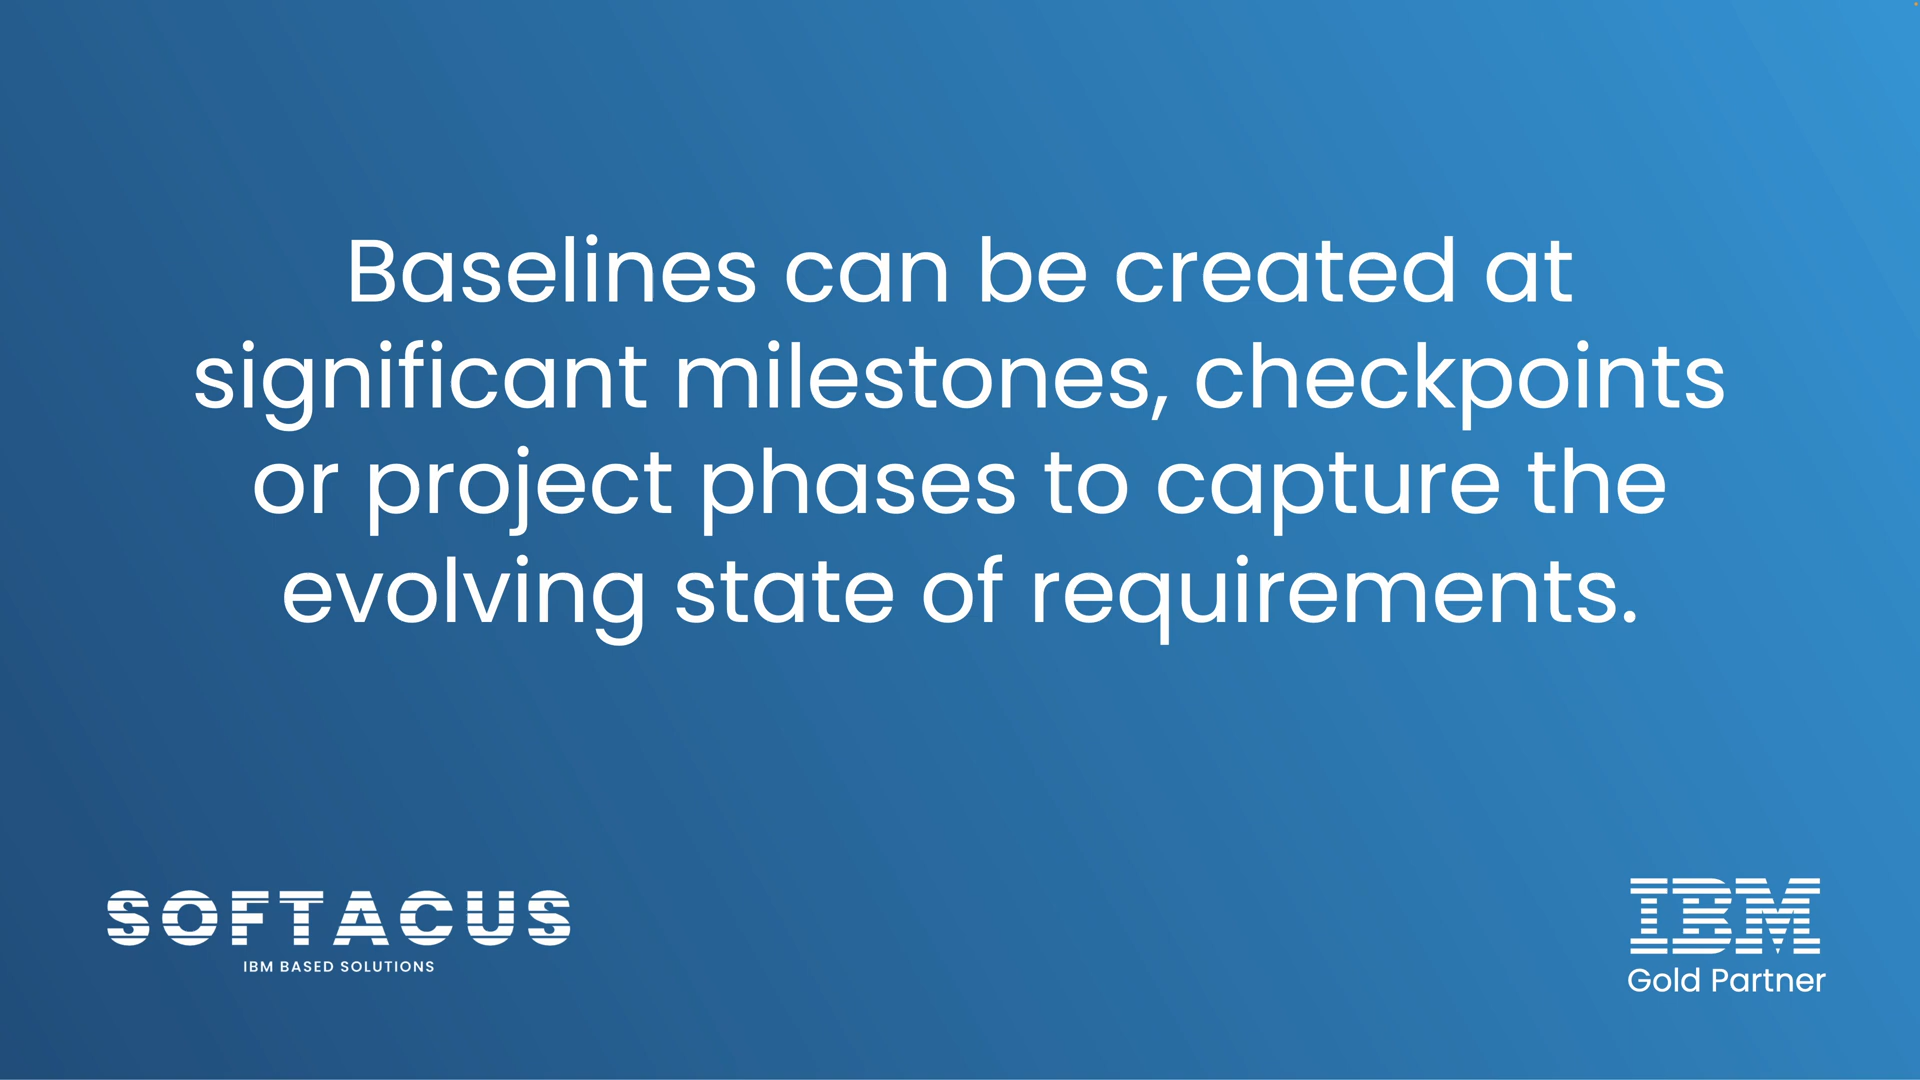 Baselines can be created at
significant milestones, checkpoints
or project phases to capture the
evolving state of requirements.
SOFTACUS
IBM BASED SOLUTIONS
IBM
Gold Partner